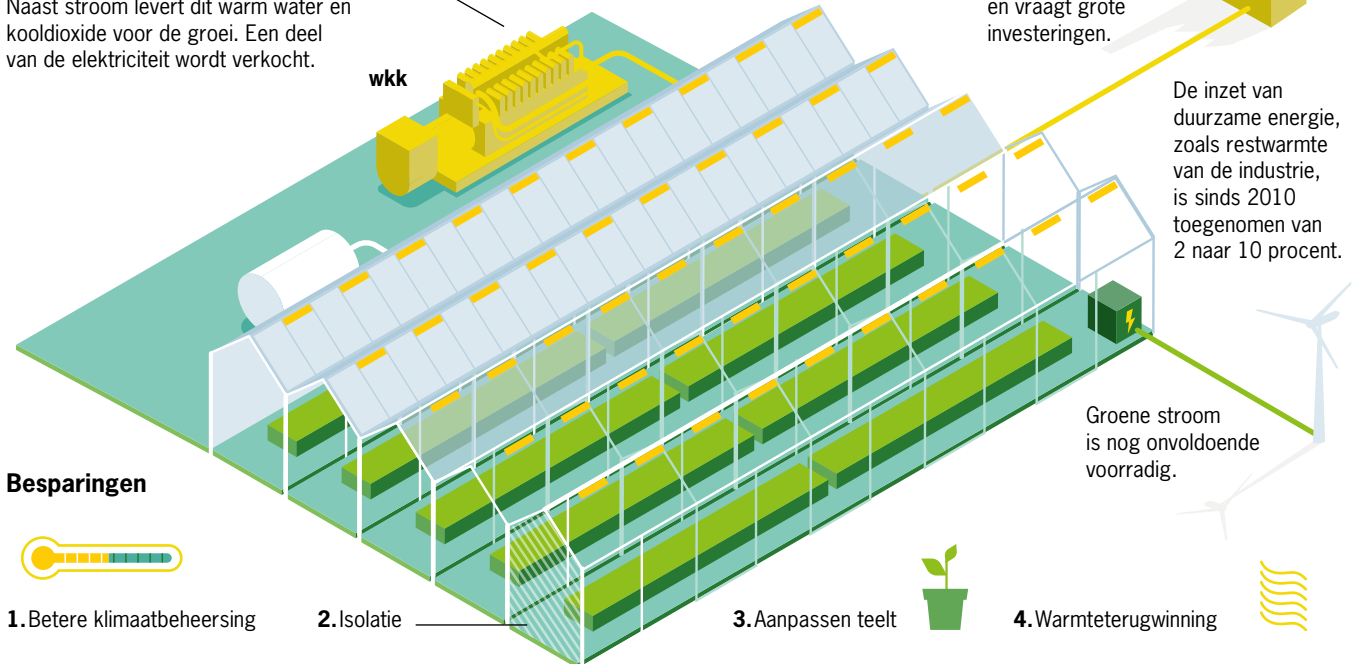 Naast stroom levert dit warm water en
kooldioxide voor de groei. Een deel
van de elektriciteit wordt verkocht.
wkk
en vraagt grote
investeringen.
De inzet van
duurzame energie,
zoals restwarmte
van de industrie,
is sinds 2010
toegenomen van
2 naar 10 procent.
Groene stroom
is nog onvoldoende
voorradig.
Besparingen
1. Betere klimaatbeheersing
2. Isolatie
3. Aanpassen teelt
4. Warmteterugwinning